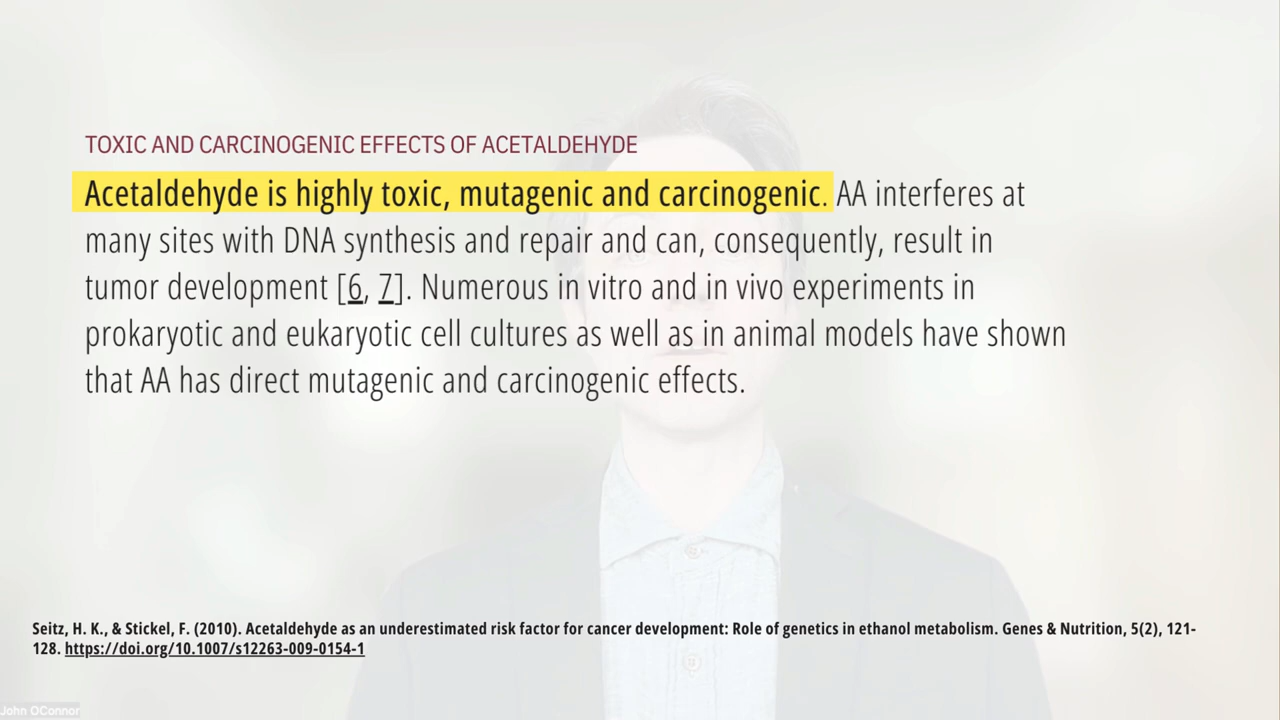 TOXIC AND CARCINOGENIC EFFECTS OF ACETALDEHYDE
Acetaldehyde is highly toxic, mutagenic and carcinogenic. AA interferes at
many sites with DNA synthesis and repair and can, consequently, result in
tumor development [6, 7]. Numerous in vitro and in vivo experiments in
prokaryotic and eukaryotic cell cultures as well as in animal models have shown
that AA has direct mutagenic and carcinogenic effects.
Seitz, H. K., & Stickel, F. (2010). Acetaldehyde as an underestimated risk factor for cancer development: Role of genetics in ethanol metabolism. Genes & Nutrition, 5(2), 121-
128. https://doi.org/10.1007/s12263-009-0154-1
John OConnor